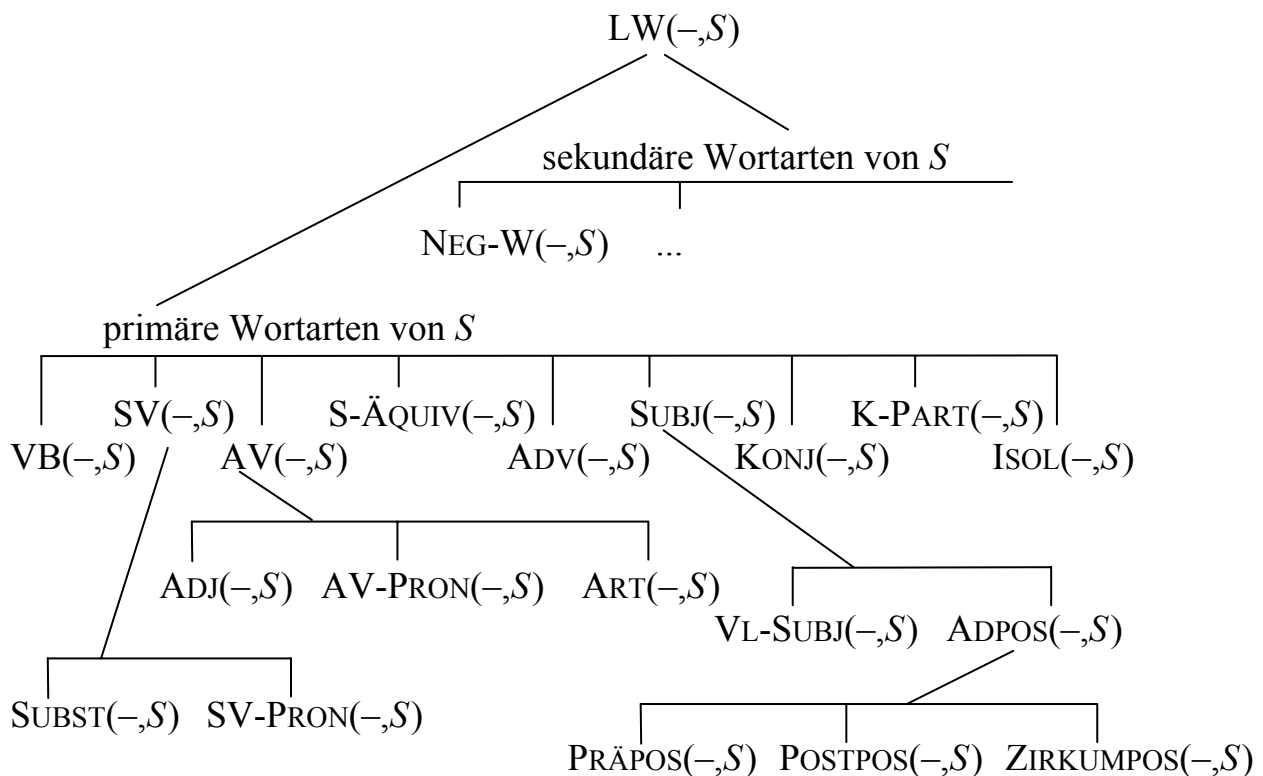 LW(–,S)
sekundäre Wortarten von S
NEG-W(–,S) ...
primäre Wortarten von S
SV(–,S) S-ÄQUIV(–,S) SUBJ(–,S) K-PART(–,S)
VB(–,S) AV(–,S) ADV(–,S) KONJ(–,S) ISOL(–,S)
ADJ(–,S) AV-PRON(–,S) ART(–,S)
VL-SUBJ(–,S) ADPOS(–,S)
SUBST(–,S) SV-PRON(–,S)
PRÄPOS(–,S) POSTPOS(–,S) ZIRKUMPOS(–,S)